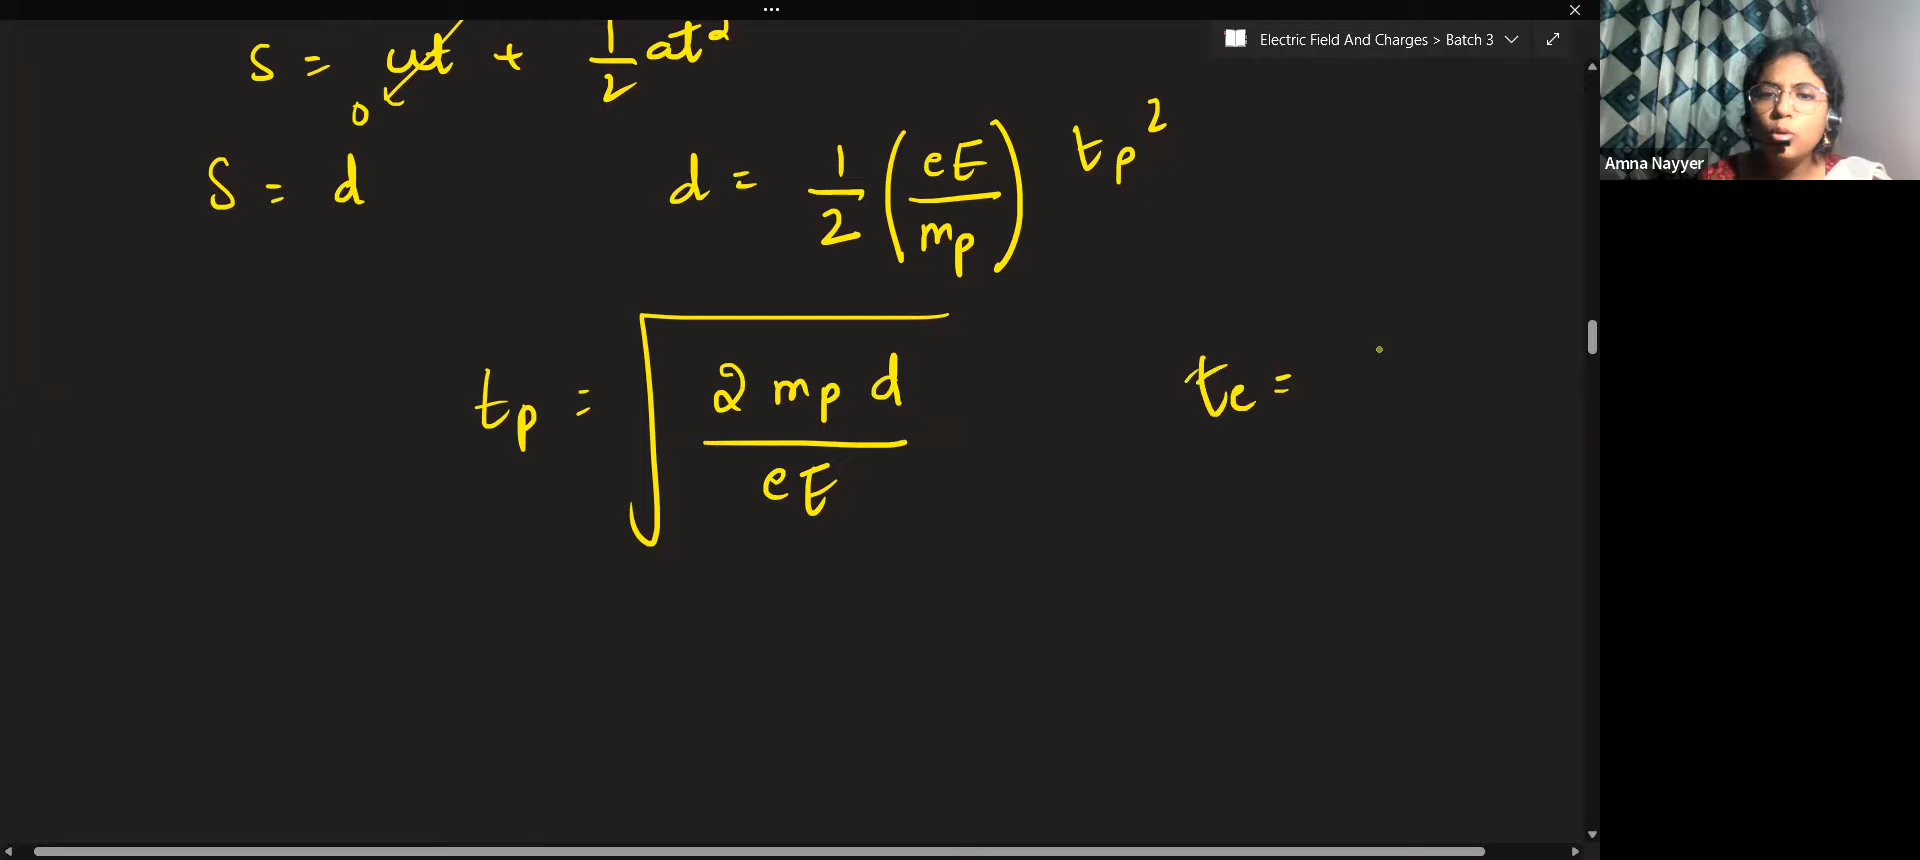 Electric Field And Charges > Batch 3
Amna Nayyer
S = ut + 1/2 at²
0
S = d
d = 1/2 (eE/mp) tp²
tp = √(2 mp d / eE)
te =